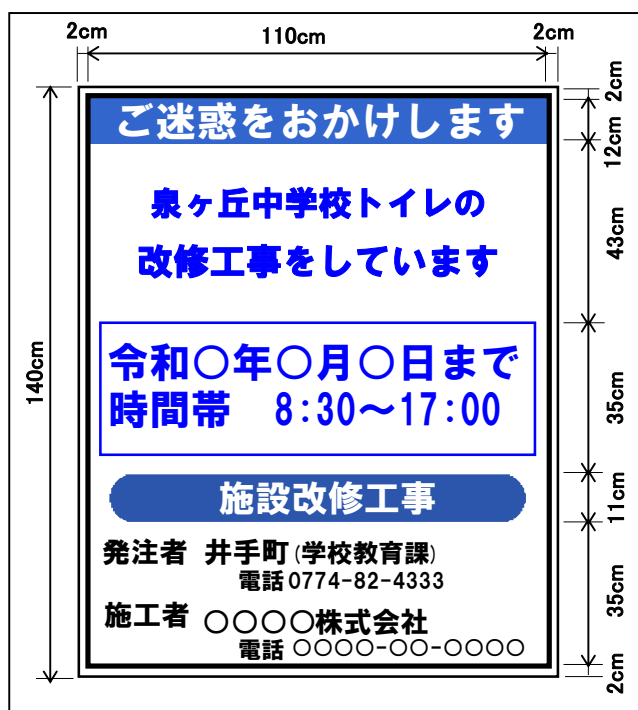 2cm 110cm 2cm
2cm
ご迷惑をおかけします
12cm
泉ヶ丘中学校トイレの
改修工事をしています
43cm
140cm
令和○年○月○日まで
時間帯　8:30～17:00
35cm
施設改修工事
11cm
発注者 井手町(学校教育課)
電話0774-82-4333
施工者 ○○○○株式会社
電話 ○○○○-○○-○○○○
35cm
2cm